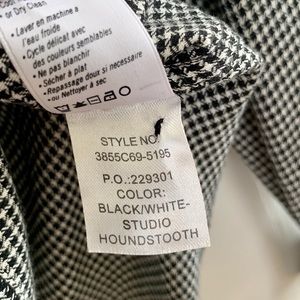 or Dry Clean
• Laver en machine a
l'eau froide
• Cycle délicat avec
des couleurs semblables
• Ne pas blanchir
• Sécher à plat
• Repassage doux si necessaire
ou Nettoyer à sec
STYLE NO
3855C69-5195
P.O.:229301
COLOR:
BLACK/WHITE-
STUDIO
HOUNDSTOOTH